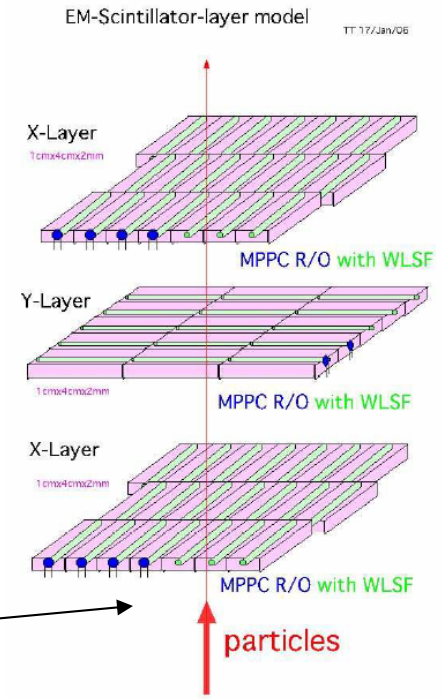 EM-Scintillator-layer model
TT 17/Jan/06
X-Layer
1cmx4cmx2mm
MPPC R/O with WLSF
Y-Layer
1cmx4cmx2mm
MPPC R/O with WLSF
X-Layer
1cmx4cmx2mm
MPPC R/O with WLSF
particles